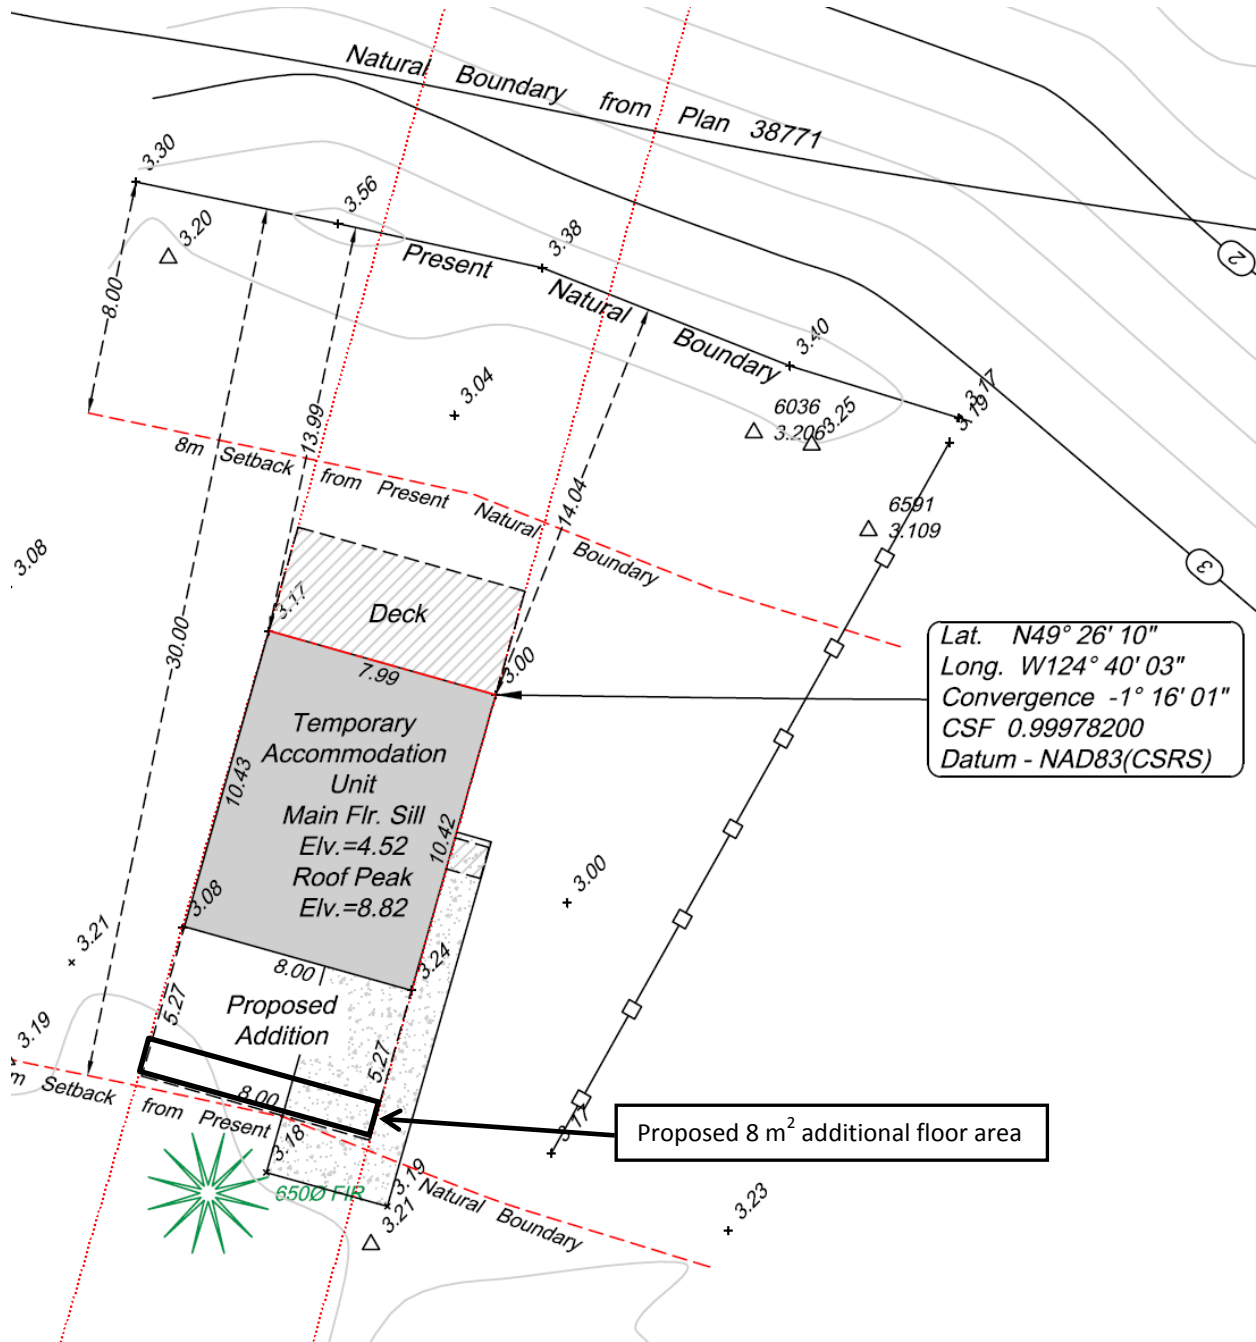 Natural Boundary from Plan 38771
3.30
3.56
3.20
3.38
Present Natural Boundary
8.00
3.40
3.17
3.19
3.04
13.99
6036
3.206
3.25
8m Setback from Present Natural Boundary
14.04
6591
3.109
2
3
3.08
30.00
3.17
Deck
7.99
3.00
Lat. N49° 26' 10"
Long. W124° 40' 03"
Convergence -1° 16' 01"
CSF 0.99978200
Datum - NAD83(CSRS)
Temporary
Accommodation
Unit
Main Flr. Sill
Elv.=4.52
Roof Peak
Elv.=8.82
10.43
10.42
3.08
3.00
3.21
8.00
3.24
Proposed
Addition
5.27
5.27
3.19
8.00
m Setback from Present Natural Boundary
3.77
Proposed 8 m² additional floor area
3.18
3.19
650Ø FIR
3.21
3.23